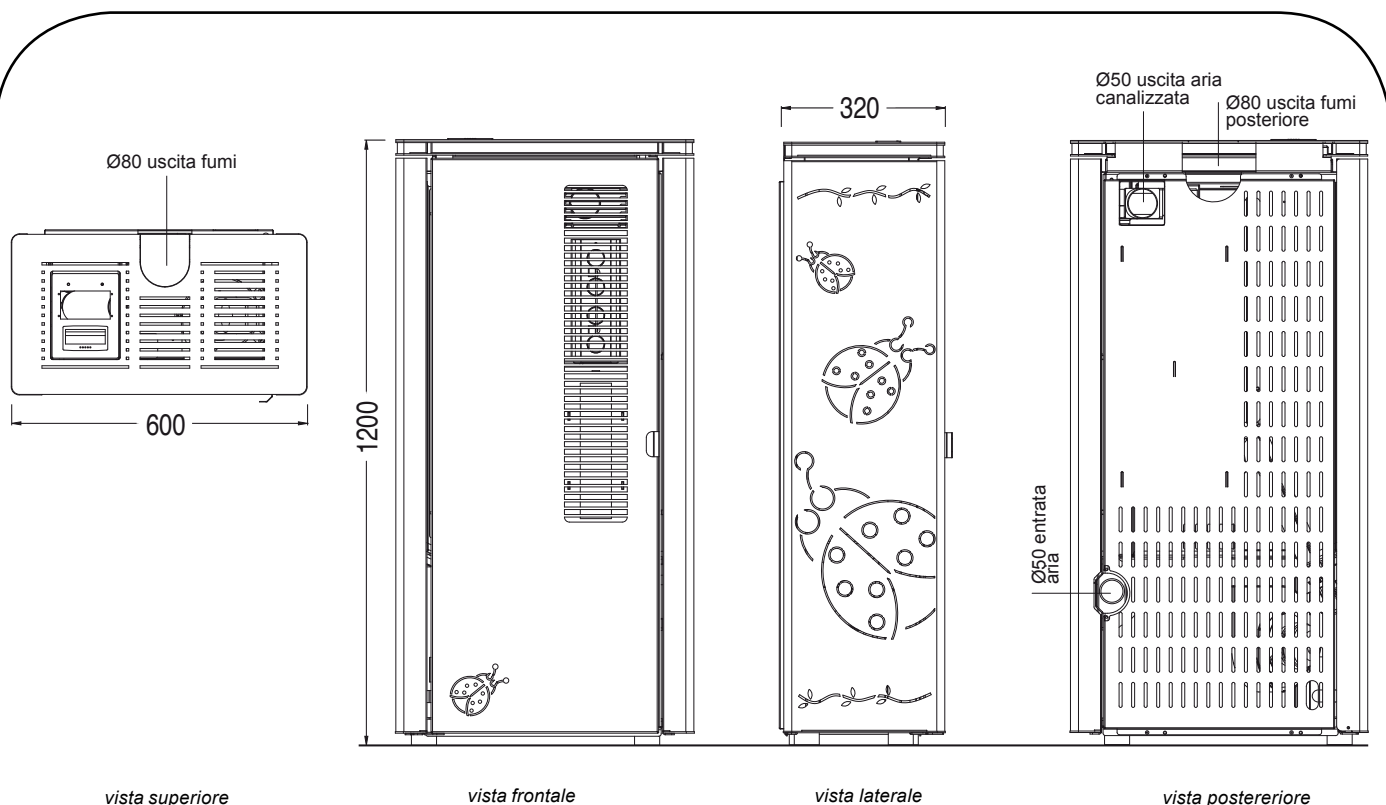 Ø50 uscita aria
canalizzata
Ø80 uscita fumi
posteriore
320
Ø80 uscita fumi
600
1200
Ø50 entrata
aria
vista superiore
vista frontale
vista laterale
vista postereriore